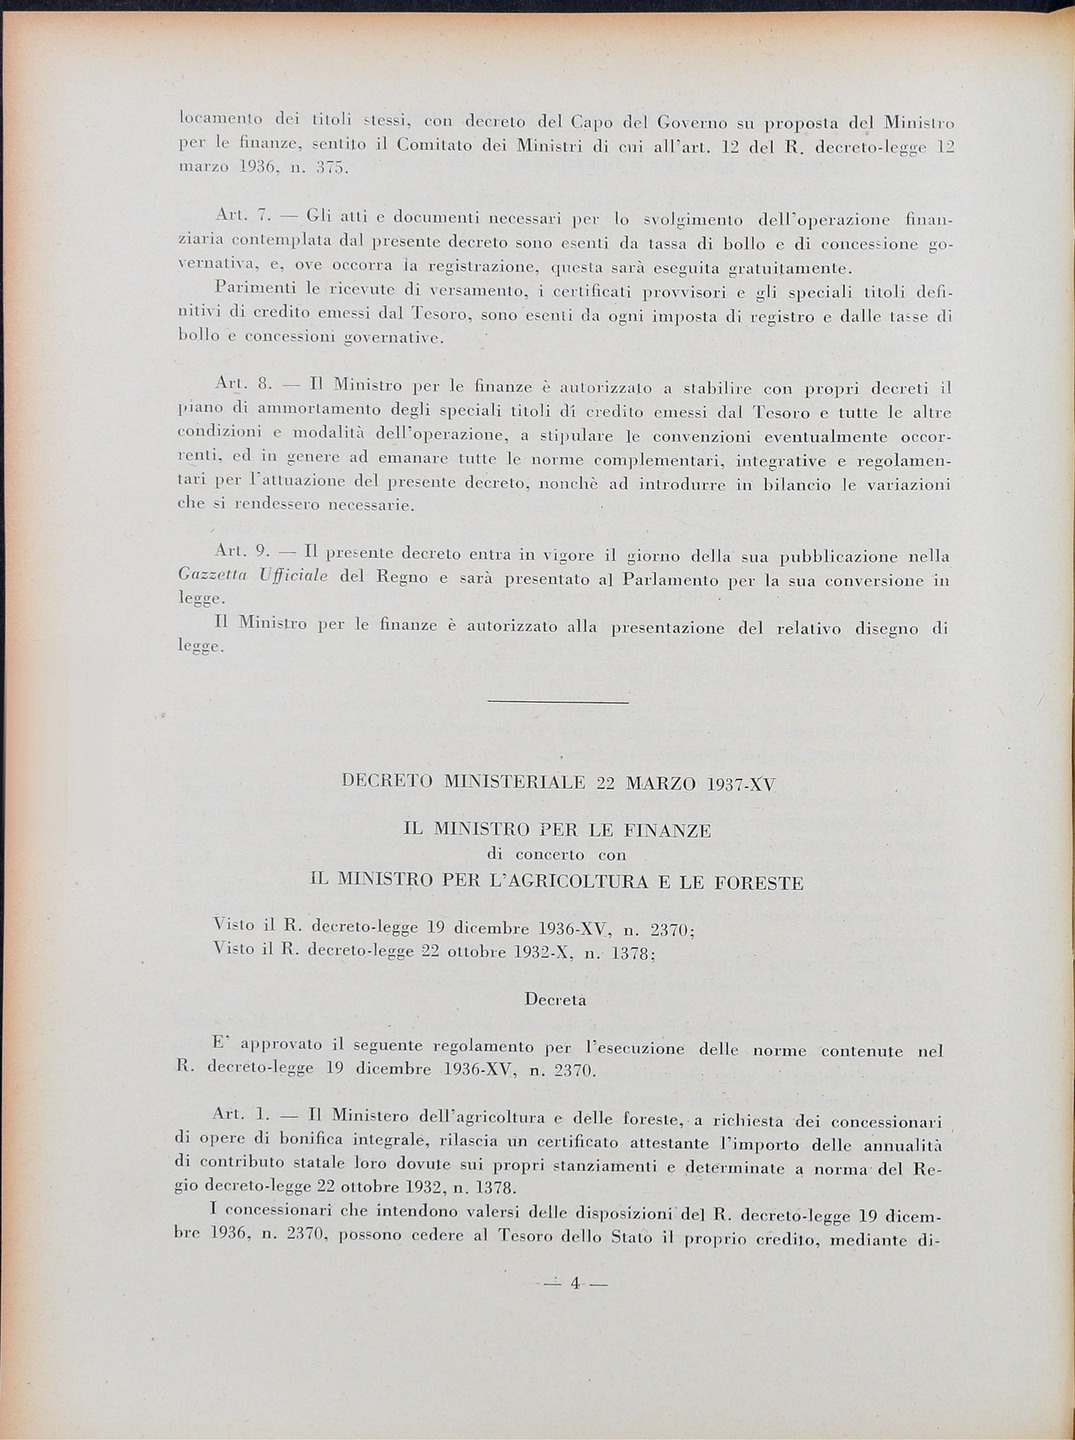 locamento dei titoli stessi, con decreto del Capo del Governo su proposta del Ministro
per le finanze, sentito il Comitato dei Ministri di cui all'art. 12 del R. decreto-legge 12
marzo 1936, n. 375.
Art. 7. — Gli atti e documenti necessari per lo svolgimento dell'operazione finan-
ziaria contemplata dal presente decreto sono esenti da tassa di bollo e di concessione go-
vernativa, e, ove occorra la registrazione, questa sarà eseguita gratuitamente.
Parimenti le ricevute di versamento, i certificati provvisori e gli speciali titoli defi-
nitivi di credito emessi dal Tesoro, sono esenti da ogni imposta di registro e dalle tasse di
bollo e concessioni governative.
Art. 8. — Il Ministro per le finanze è autorizzato a stabilire con propri decreti il
piano di ammortamento degli speciali titoli di credito emessi dal Tesoro e tutte le altre
condizioni e modalità dell'operazione, a stipulare le convenzioni eventualmente occor-
renti, ed in genere ad emanare tutte le norme complementari, integrative e regolamen-
tari per l'attuazione del presente decreto, nonchè ad introdurre in bilancio le variazioni
che si rendessero necessarie.
Art. 9. — Il presente decreto entra in vigore il giorno della sua pubblicazione nella
Gazzetta Ufficiale del Regno e sarà presentato al Parlamento per la sua conversione in
legge.
Il Ministro per le finanze è autorizzato alla presentazione del relativo disegno di
legge.
DECRETO MINISTERIALE 22 MARZO 1937-XV
IL MINISTRO PER LE FINANZE
di concerto con
IL MINISTRO PER L'AGRICOLTURA E LE FORESTE
Visto il R. decreto-legge 19 dicembre 1936-XV, n. 2370;
Visto il R. decreto-legge 22 ottobre 1932-X, n. 1378;
Decreta
E' approvato il seguente regolamento per l'esecuzione delle norme contenute nel
R. decreto-legge 19 dicembre 1936-XV, n. 2370.
Art. 1. — Il Ministero dell'agricoltura e delle foreste, a richiesta dei concessionari
di opere di bonifica integrale, rilascia un certificato attestante l'importo delle annualità
di contributo statale loro dovute sui propri stanziamenti e determinate a norma del Re-
gio decreto-legge 22 ottobre 1932, n. 1378.
I concessionari che intendono valersi delle disposizioni del R. decreto-legge 19 dicem-
bre 1936, n. 2370, possono cedere al Tesoro dello Stato il proprio credito, mediante di-
— 4 —